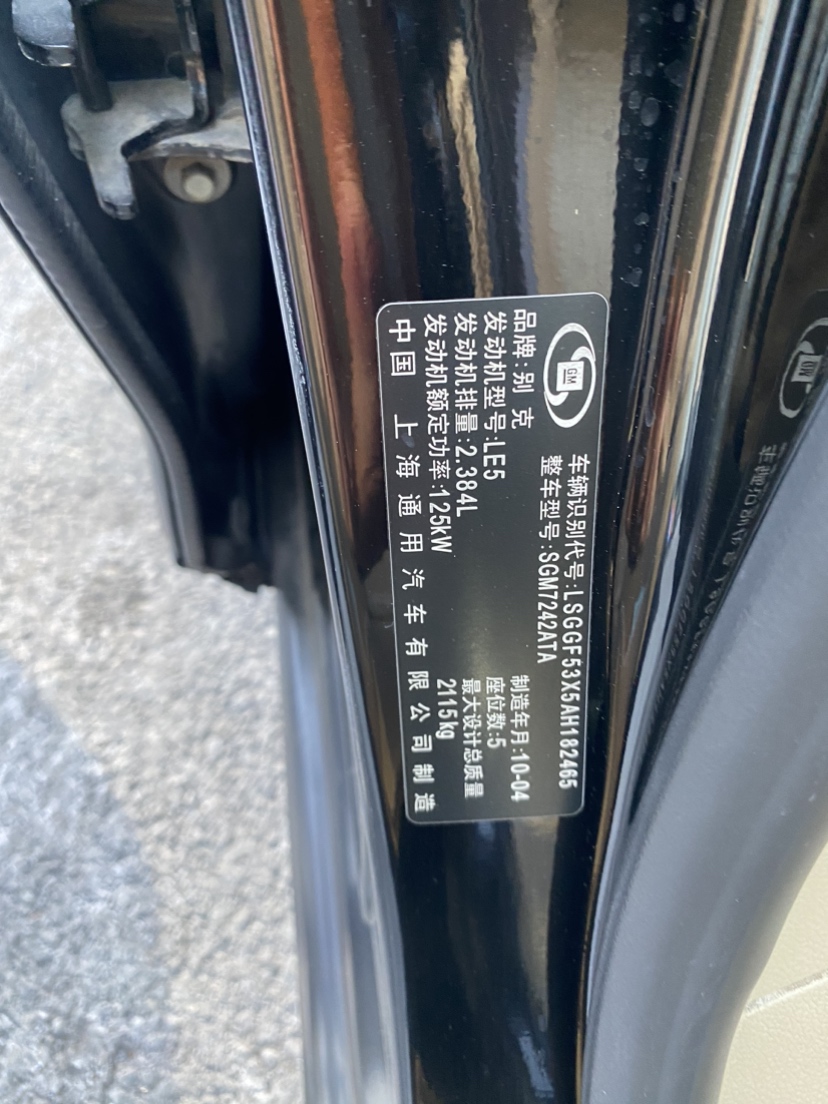 GM
车辆识别代号:LSGGF53X5AH182465
整车型号:SGM7242ATA
品牌:别 克
制造年月:10-04
发动机型号:LE5
座位数:5
发动机排量:2.384L
最大设计总质量
发动机额定功率:125kW
2115kg
中国 上海通用汽车有限公司制造